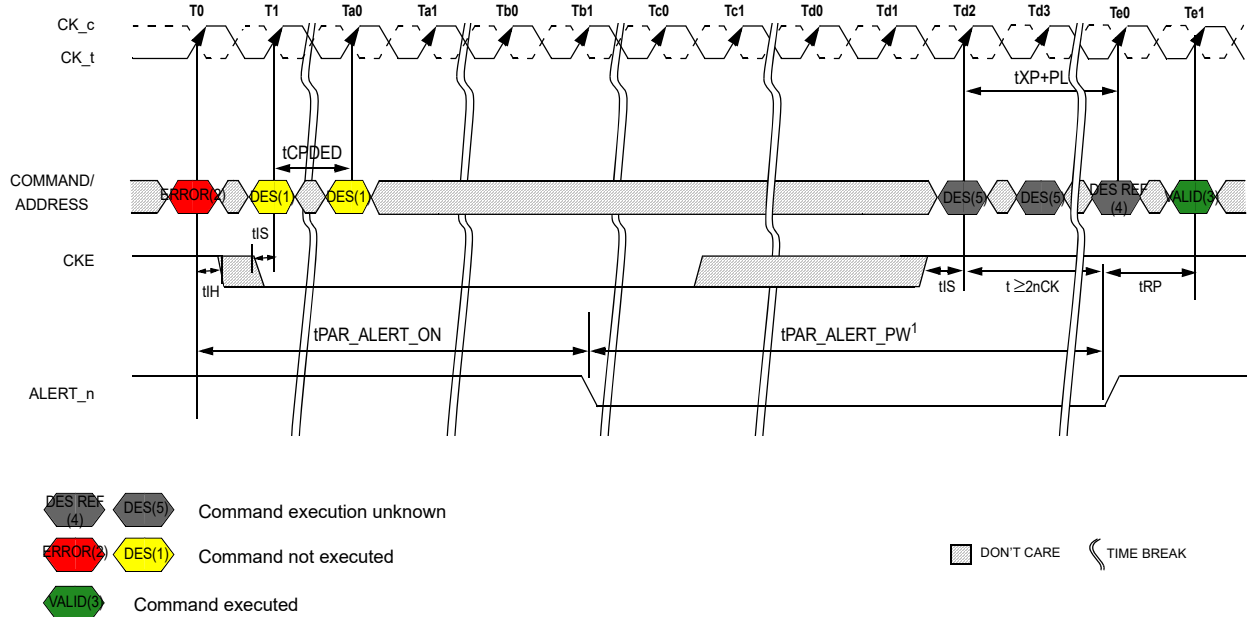 T0 T1 Ta0 Ta1 Tb0 Tb1 Tc0 Tc1 Td0 Td1 Td2 Td3 Te0 Te1
CK_c
CK_t
tXP+PL
tCPDED
COMMAND/
ADDRESS
ERROR(2) DES(1) DES(1 DES(5) DES(5) DES REF
(4) VALID(3)
tIS
CKE
tIH tIS t ≥2nCK tRP
tPAR_ALERT_ON tPAR_ALERT_PW¹
ALERT_n
DES REF
(4) DES(5) Command execution unknown
ERROR(2) DES(1) Command not executed
DON'T CARE TIME BREAK
VALID(3) Command executed